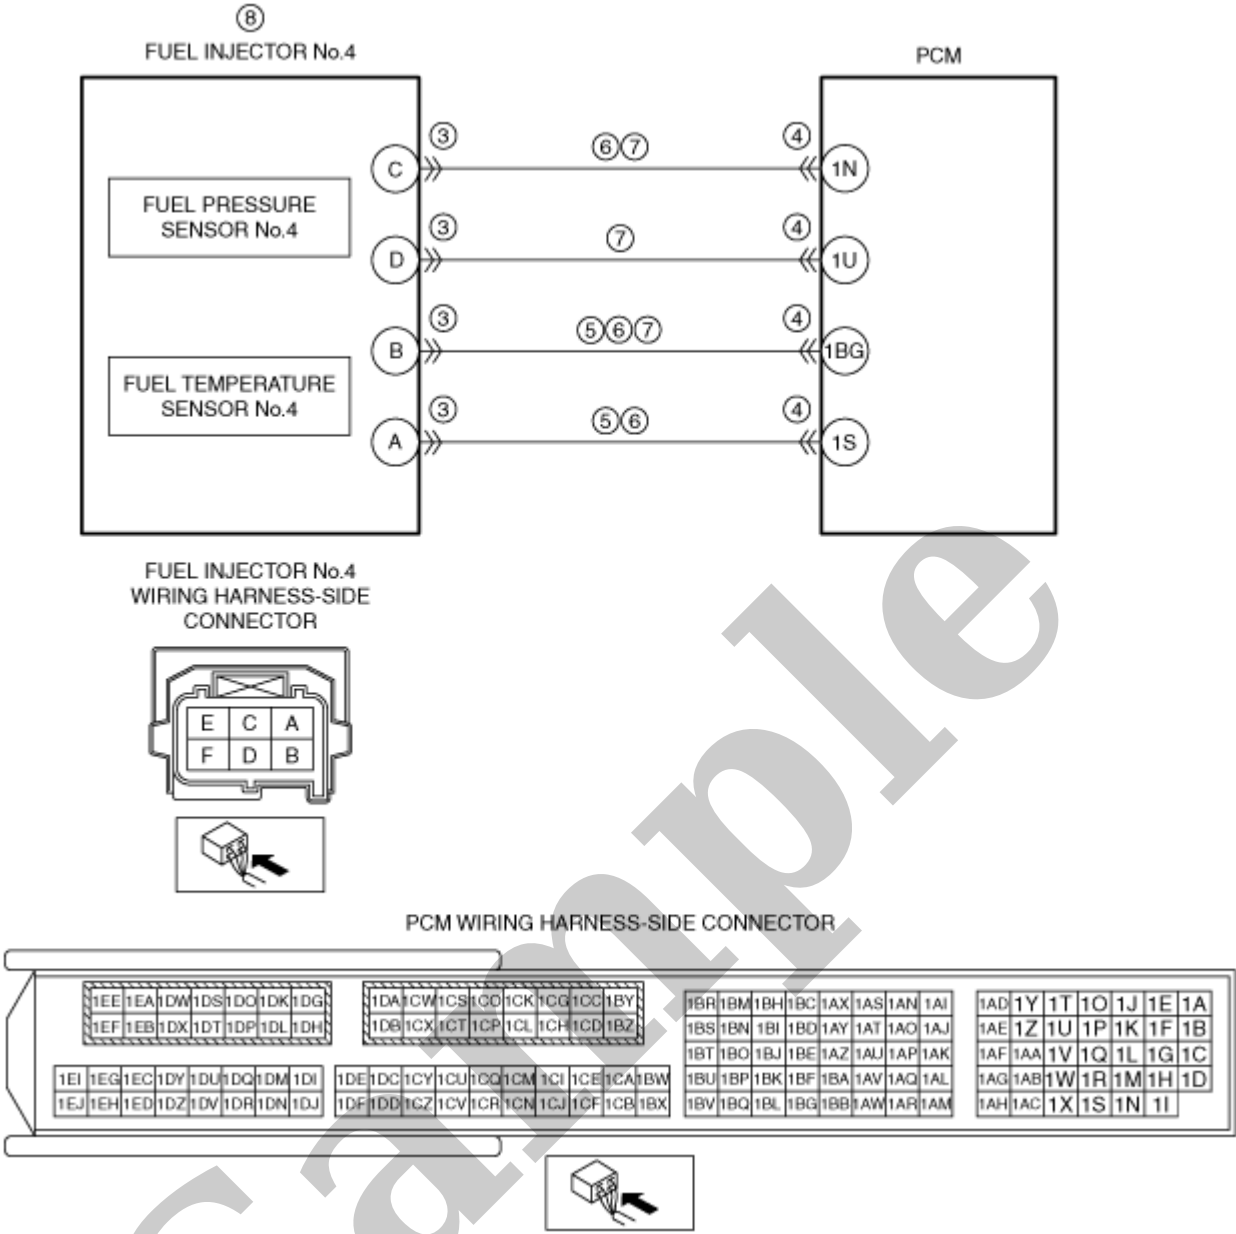 8
FUEL INJECTOR No.4
PCM
FUEL PRESSURE
SENSOR No.4
FUEL TEMPERATURE
SENSOR No.4
C 3 6 7 4 1N
D 3 7 4 1U
B 3 5 6 7 4 1BG
A 3 5 6 4 1S
FUEL INJECTOR No.4
WIRING HARNESS-SIDE
CONNECTOR
E C A
F D B
PCM WIRING HARNESS-SIDE CONNECTOR
1EE 1EA 1DW 1DS 1DO 1DK 1DG
1EF 1EB 1DX 1DT 1DP 1DL 1DH
1EI 1EG 1EC 1DY 1DU 1DQ 1DM 1DI
1EJ 1EH 1ED 1DZ 1DV 1DR 1DN 1DJ
1DA 1CW 1CS 1CO 1CK 1CG 1CC 1BY
1DB 1CX 1CT 1CP 1CL 1CH 1CD 1BZ
1DE 1DC 1CY 1CU 1CQ 1CM 1CI 1CE 1CA 1BW
1DF 1DD 1CZ 1CV 1CR 1CN 1CJ 1CF 1CB 1BX
1BR 1BM 1BH 1BC 1AX 1AS 1AN 1AI
1BS 1BN 1BI 1BD 1AY 1AT 1AO 1AJ
1BT 1BO 1BJ 1BE 1AZ 1AU 1AP 1AK
1BU 1BP 1BK 1BF 1BA 1AV 1AQ 1AL
1BV 1BQ 1BL 1BG 1BB 1AW 1AR 1AM
1AD 1Y 1T 1O 1J 1E 1A
1AE 1Z 1U 1P 1K 1F 1B
1AF 1AA 1V 1Q 1L 1G 1C
1AG 1AB 1W 1R 1M 1H 1D
1AH 1AC 1X 1S 1N 1I
Sample